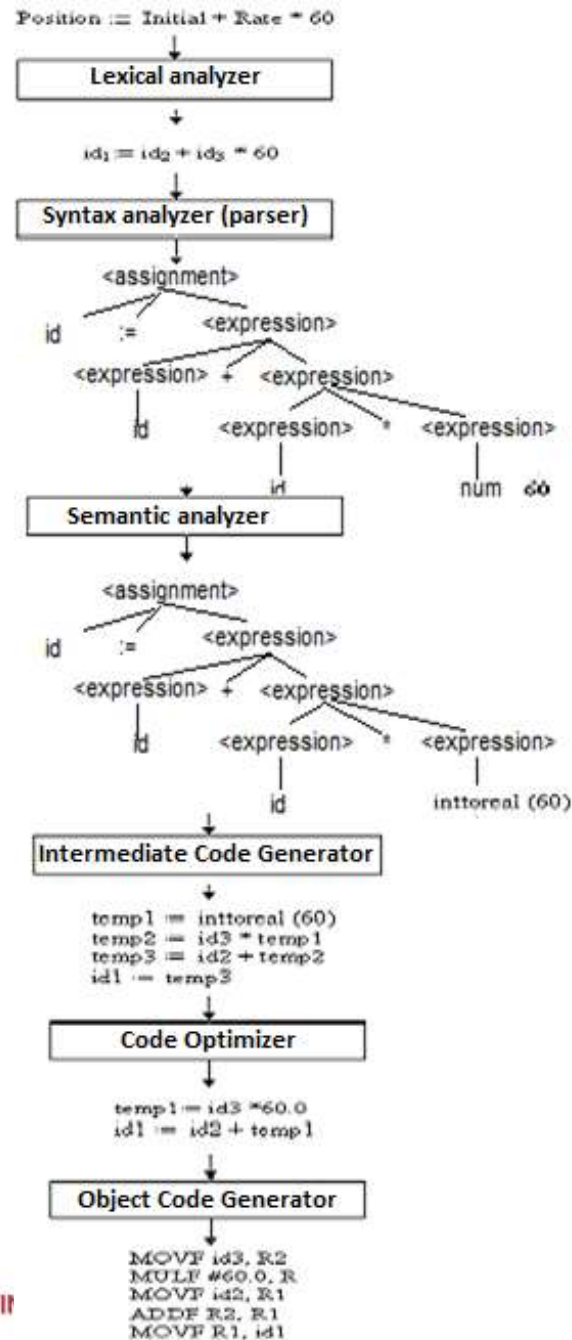 Position := Initial + Rate * 60
Lexical analyzer
id₁ := id₂ + id₃ * 60
Syntax analyzer (parser)
<assignment>
id := <expression>
<expression> + <expression>
id <expression> * <expression>
id num 60
Semantic analyzer
<assignment>
id := <expression>
<expression> + <expression>
id <expression> * <expression>
id inttoreal (60)
Intermediate Code Generator
temp1 := inttoreal (60)
temp2 := id3 * temp1
temp3 := id2 + temp2
id1 := temp3
Code Optimizer
temp1 := id3 *60.0
id1 := id2 + temp1
Object Code Generator
MOVF id3, R2
MULF #60.0, R
MOVF id2, R1
ADDF R2, R1
MOVF R1, id1